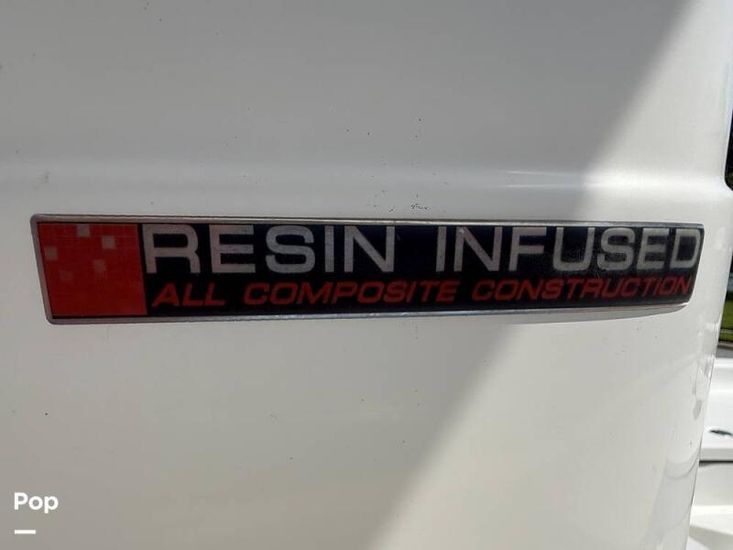 RESIN INFUSED
ALL COMPOSITE CONSTRUCTION
Pop